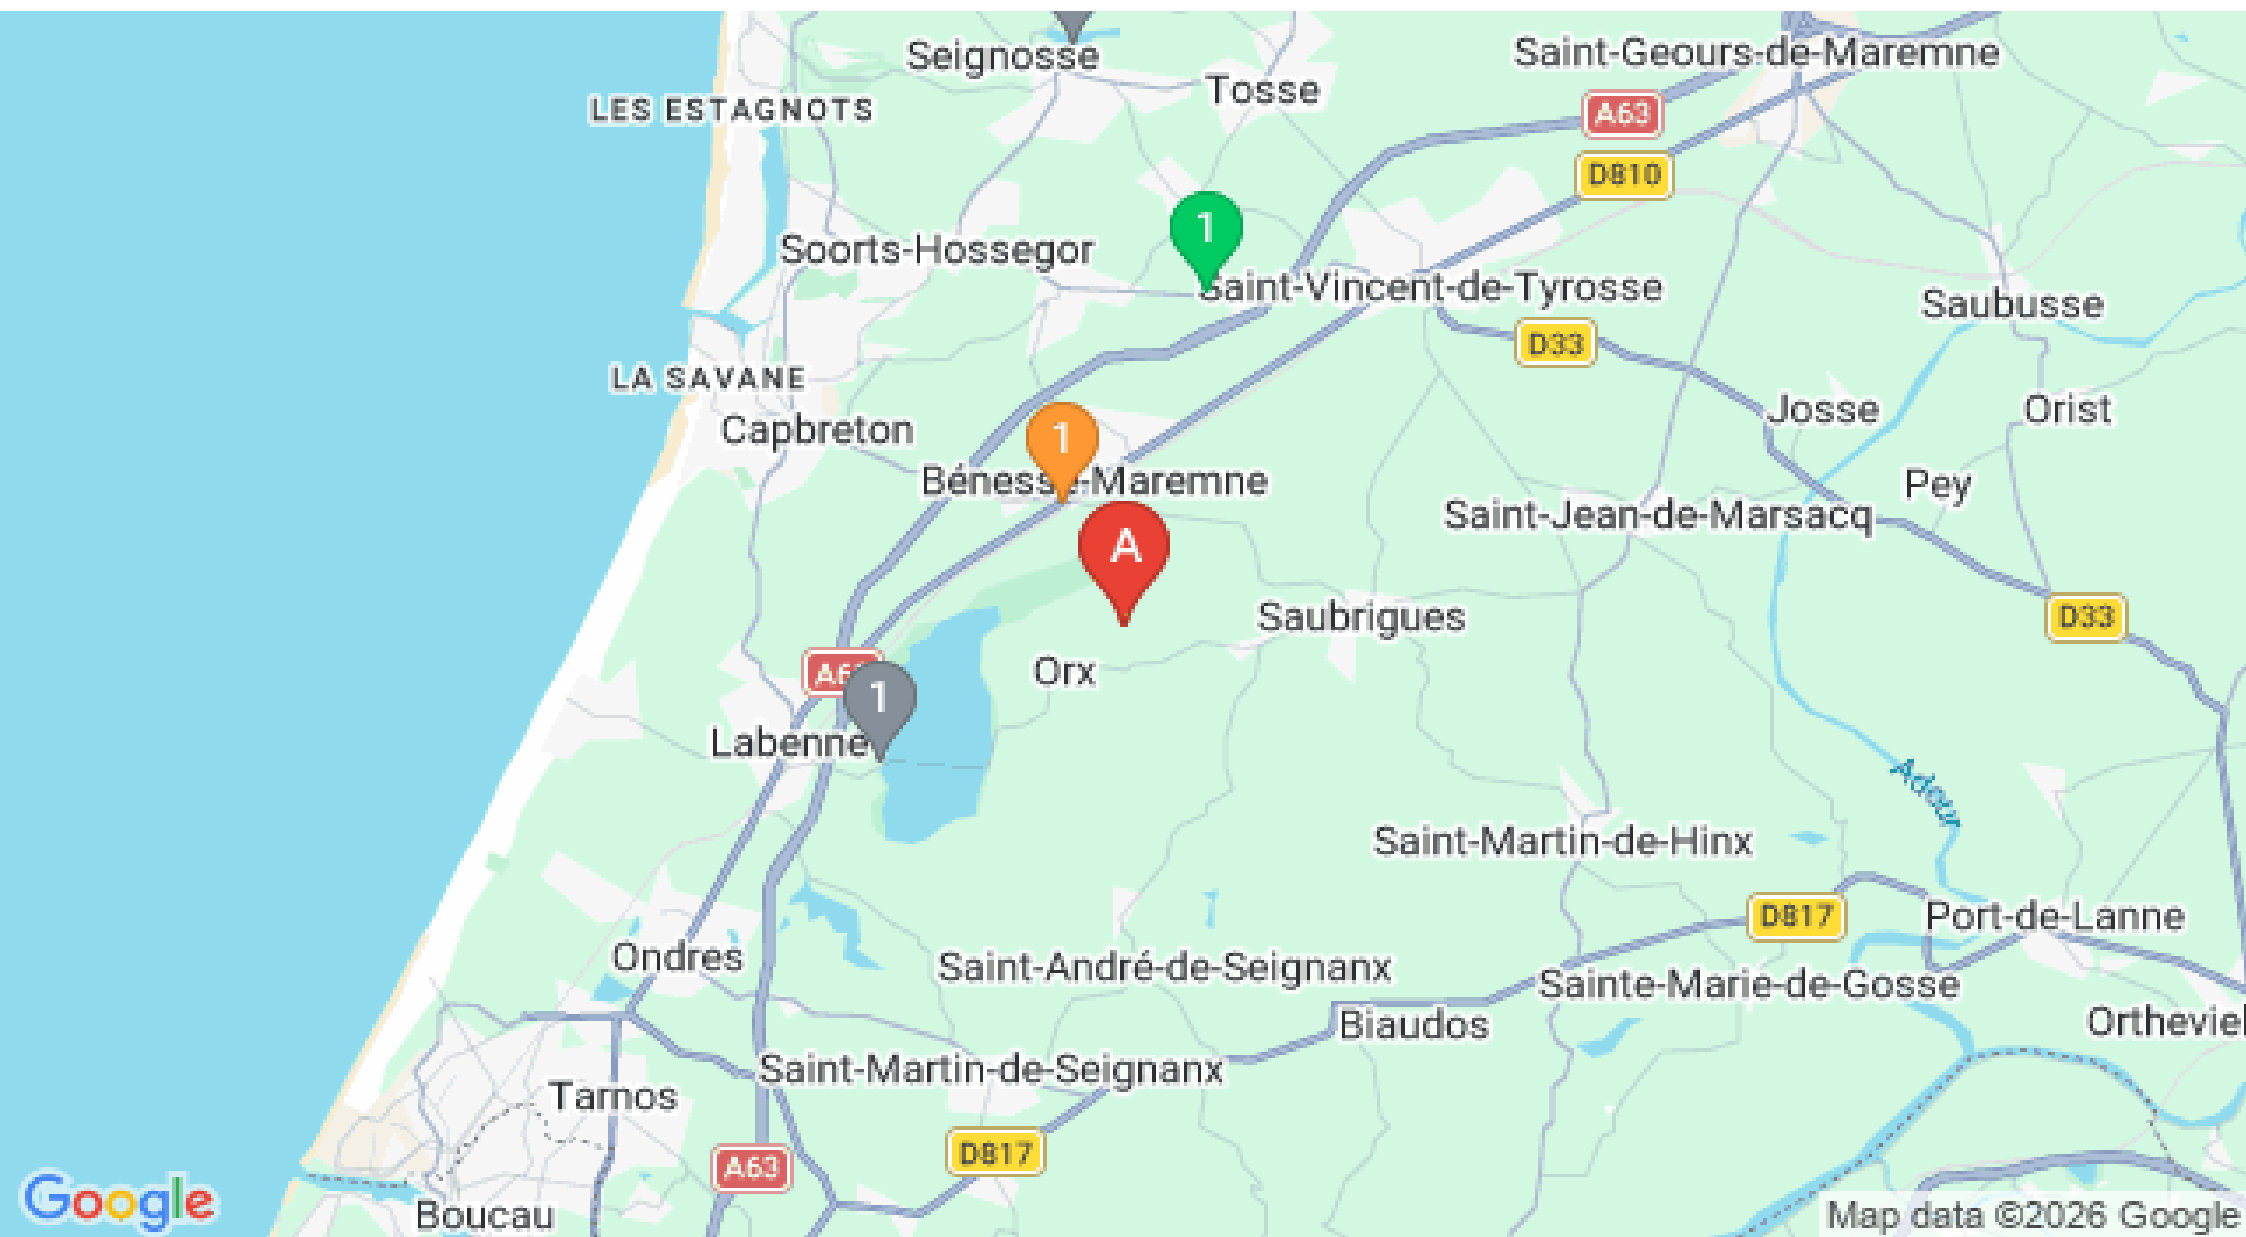 Seignosse
Saint-Geours-de-Maremne
Tosse
LES ESTAGNOTS
A63
D810
1
Soorts-Hossegor
Saint-Vincent-de-Tyrosse
Saubusse
D33
LA SAVANE
Capbreton
1
Josse
Orist
Bénesse-Maremne
Pey
Saint-Jean-de-Marsacq
A
Saubrigues
D33
Orx
A63
1
Labenne
Adour
Saint-Martin-de-Hinx
D817
Port-de-Lanne
Ondres
Saint-André-de-Seignanx
Sainte-Marie-de-Gosse
Biaudos
Orthevie
Saint-Martin-de-Seignanx
Tarnos
D817
A63
Google
Boucau
Map data ©2026 Google